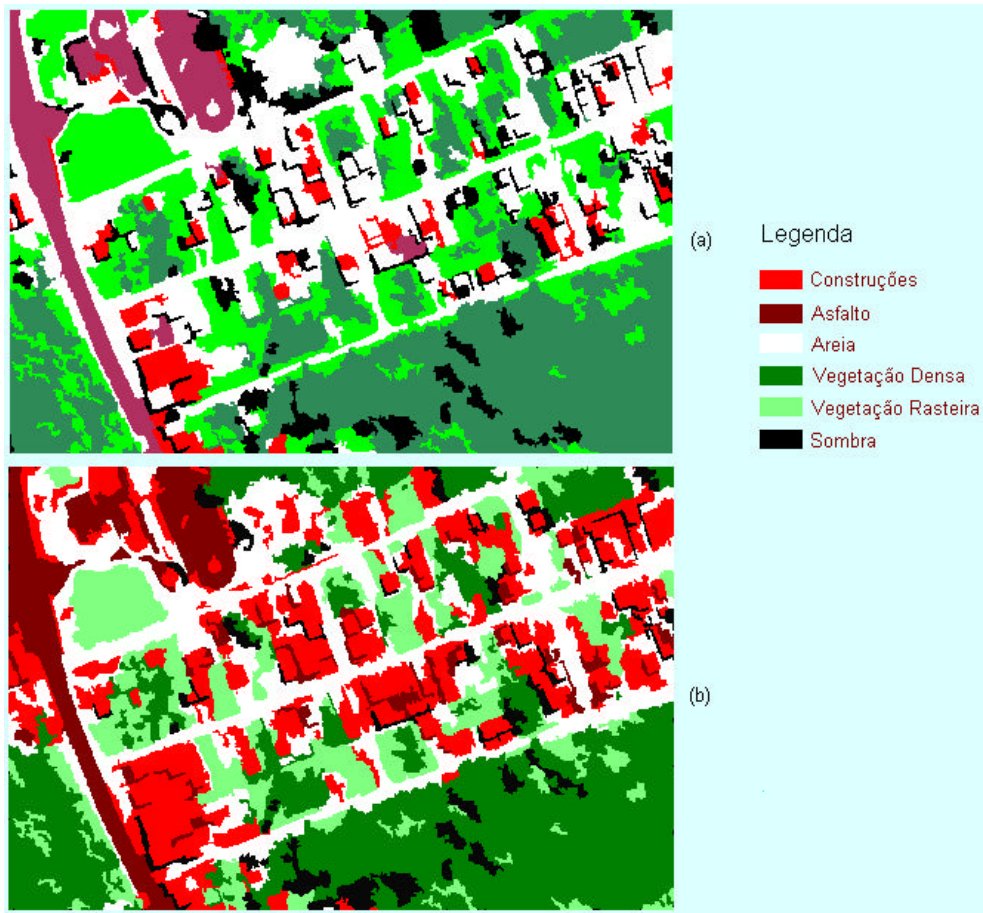 (a)
Legenda
Construções
Asfalto
Areia
Vegetação Densa
Vegetação Rasteira
Sombra
(b)